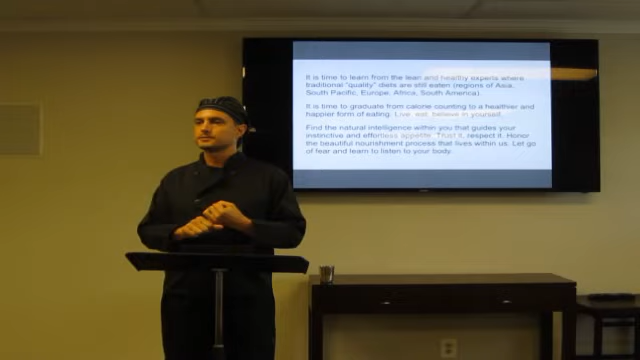 It is time to learn from the lean and healthy experts where
traditional "quality" diets are still eaten (regions of Asia,
South Pacific, Europe, Africa, South America).
It is time to graduate from calorie counting to a healthier and
happier form of eating. Live, eat, believe in yourself.
Find the natural intelligence within you that guides your
instinctive and effortless appetite. Trust it, respect it. Honor
the beautiful nourishment process that lives within us. Let go
of fear and learn to listen to your body.